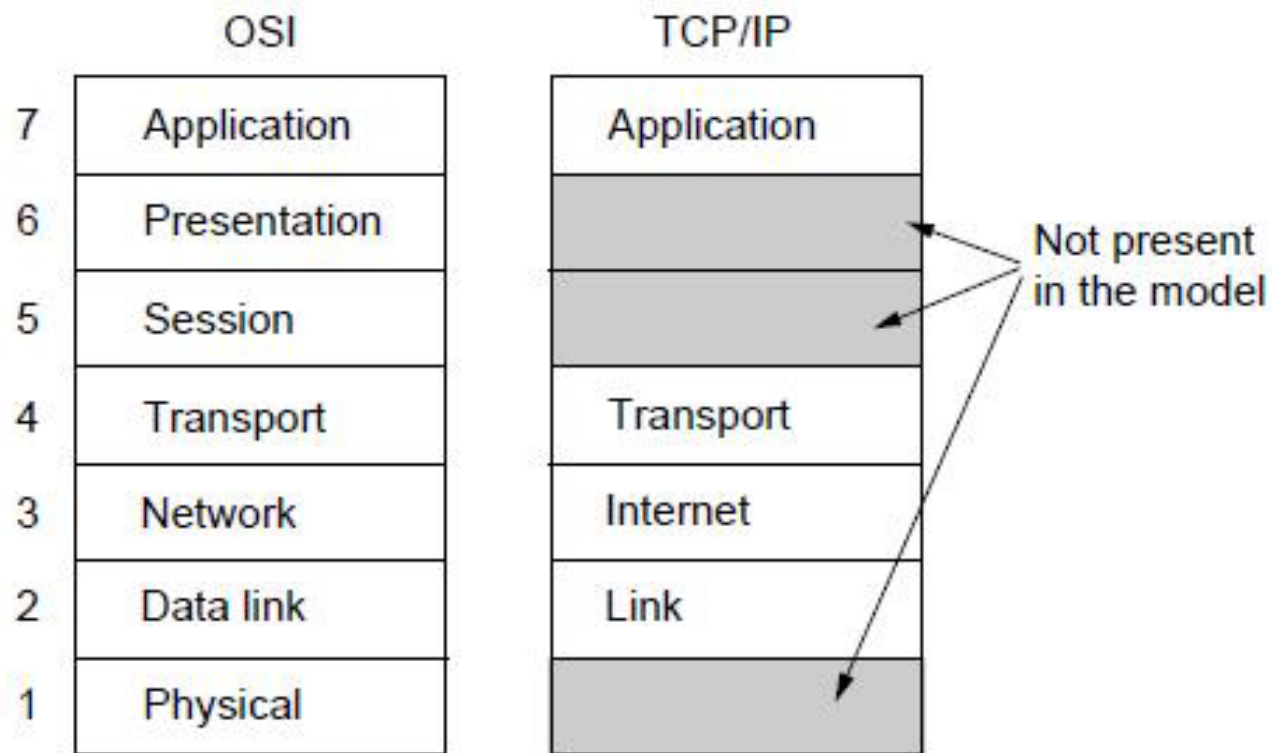 OSI TCP/IP
7 Application Application
6 Presentation
5 Session
4 Transport Transport
3 Network Internet
2 Data link Link
1 Physical
Not present
in the model